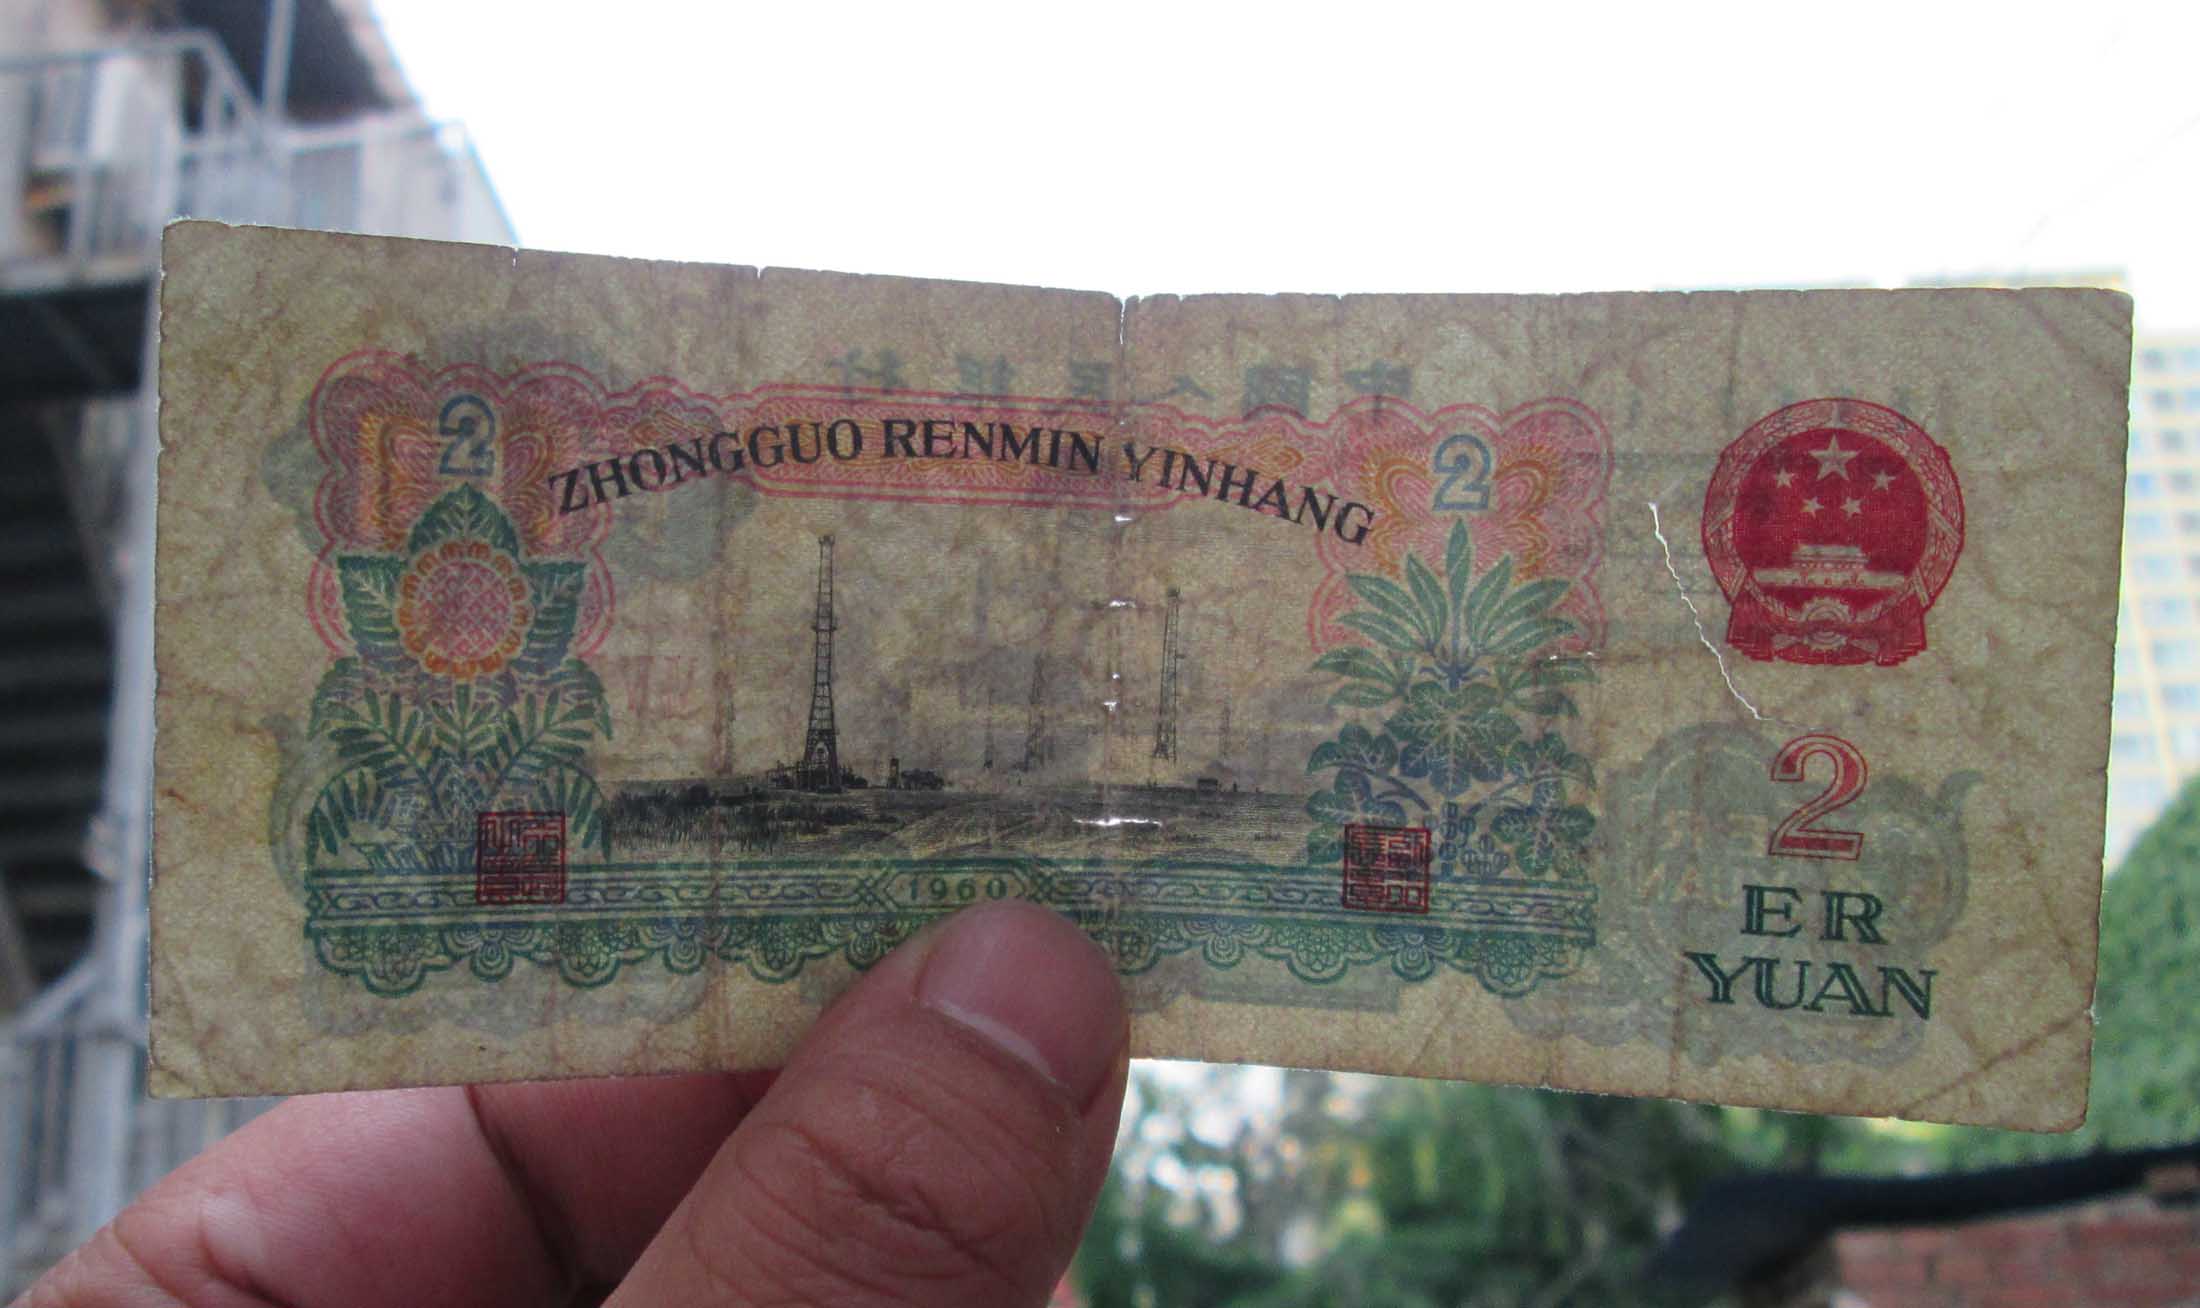 2 2
ZHONGGUO RENMIN YINHANG
2
1960
ER
YUAN